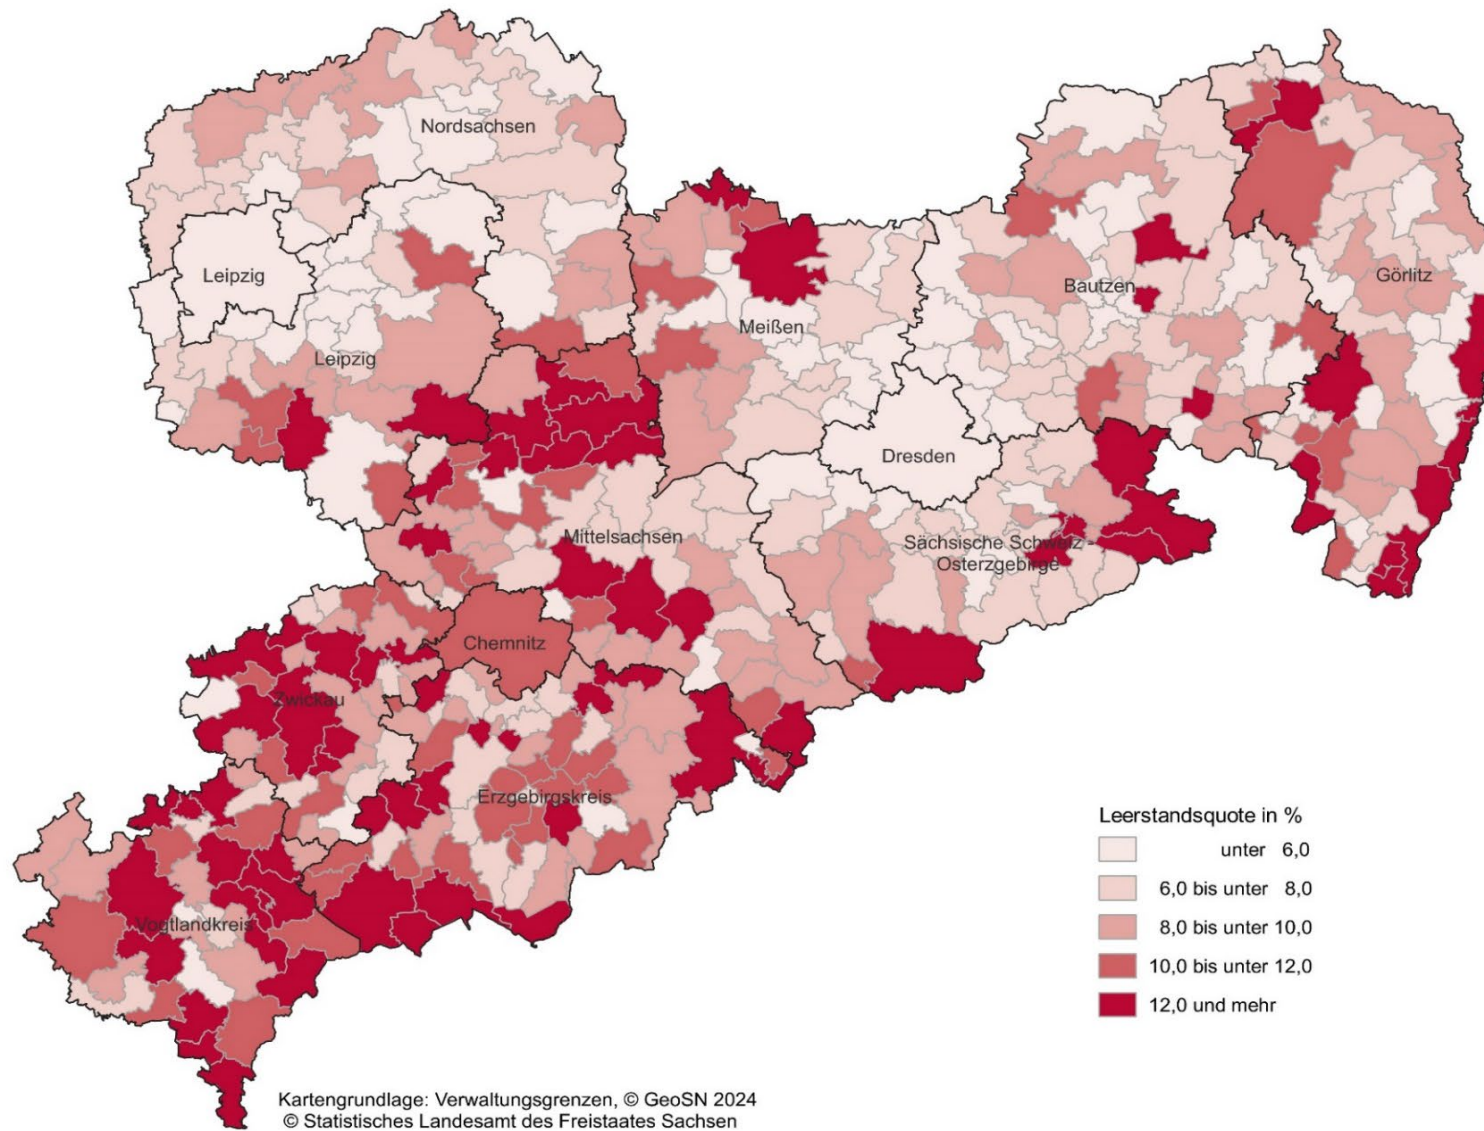 Nordsachsen
Leipzig
Leipzig
Meißen
Bautzen
Görlitz
Dresden
Mittelsachsen
Sächsische Schweiz -
Osterzgebirge
Chemnitz
Zwickau
Erzgebirgskreis
Vogtlandkreis
Leerstandsquote in %
unter 6,0
6,0 bis unter 8,0
8,0 bis unter 10,0
10,0 bis unter 12,0
12,0 und mehr
Kartengrundlage: Verwaltungsgrenzen, © GeoSN 2024
© Statistisches Landesamt des Freistaates Sachsen